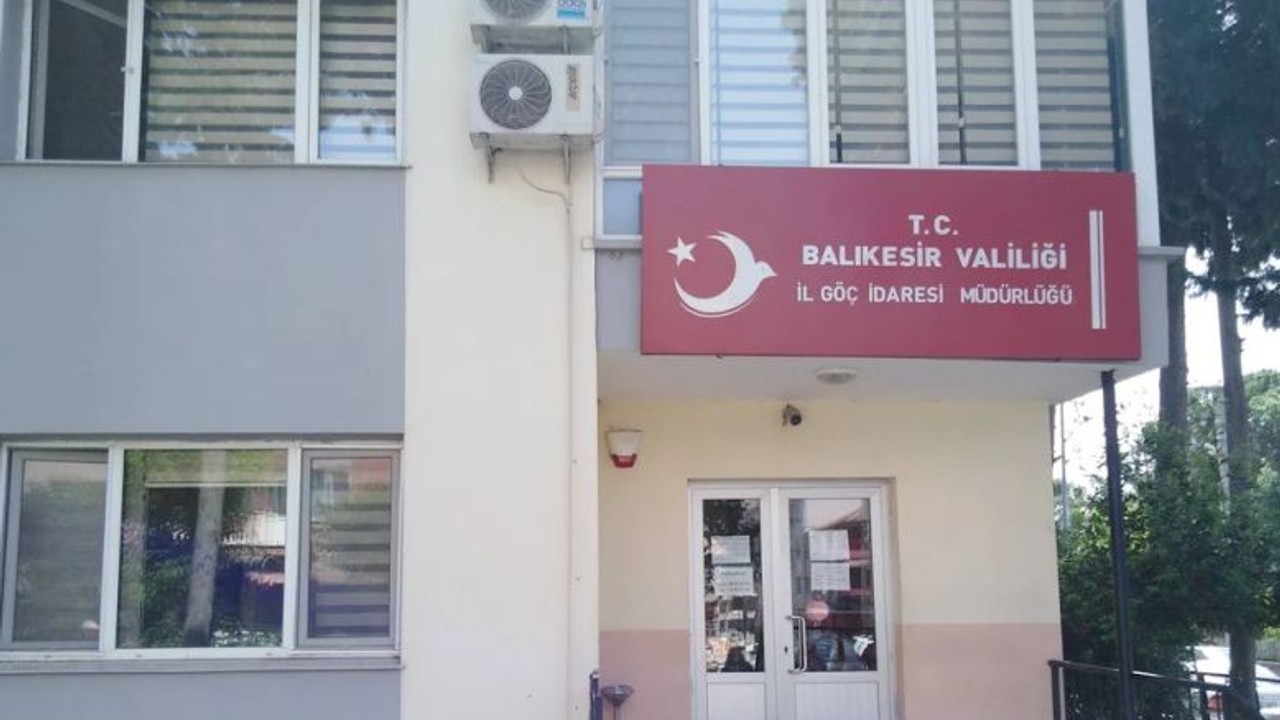 T.C.
BALIKESİR VALİLİĞİ
İL GÖÇ İDARESİ MÜDÜRLÜĞÜ